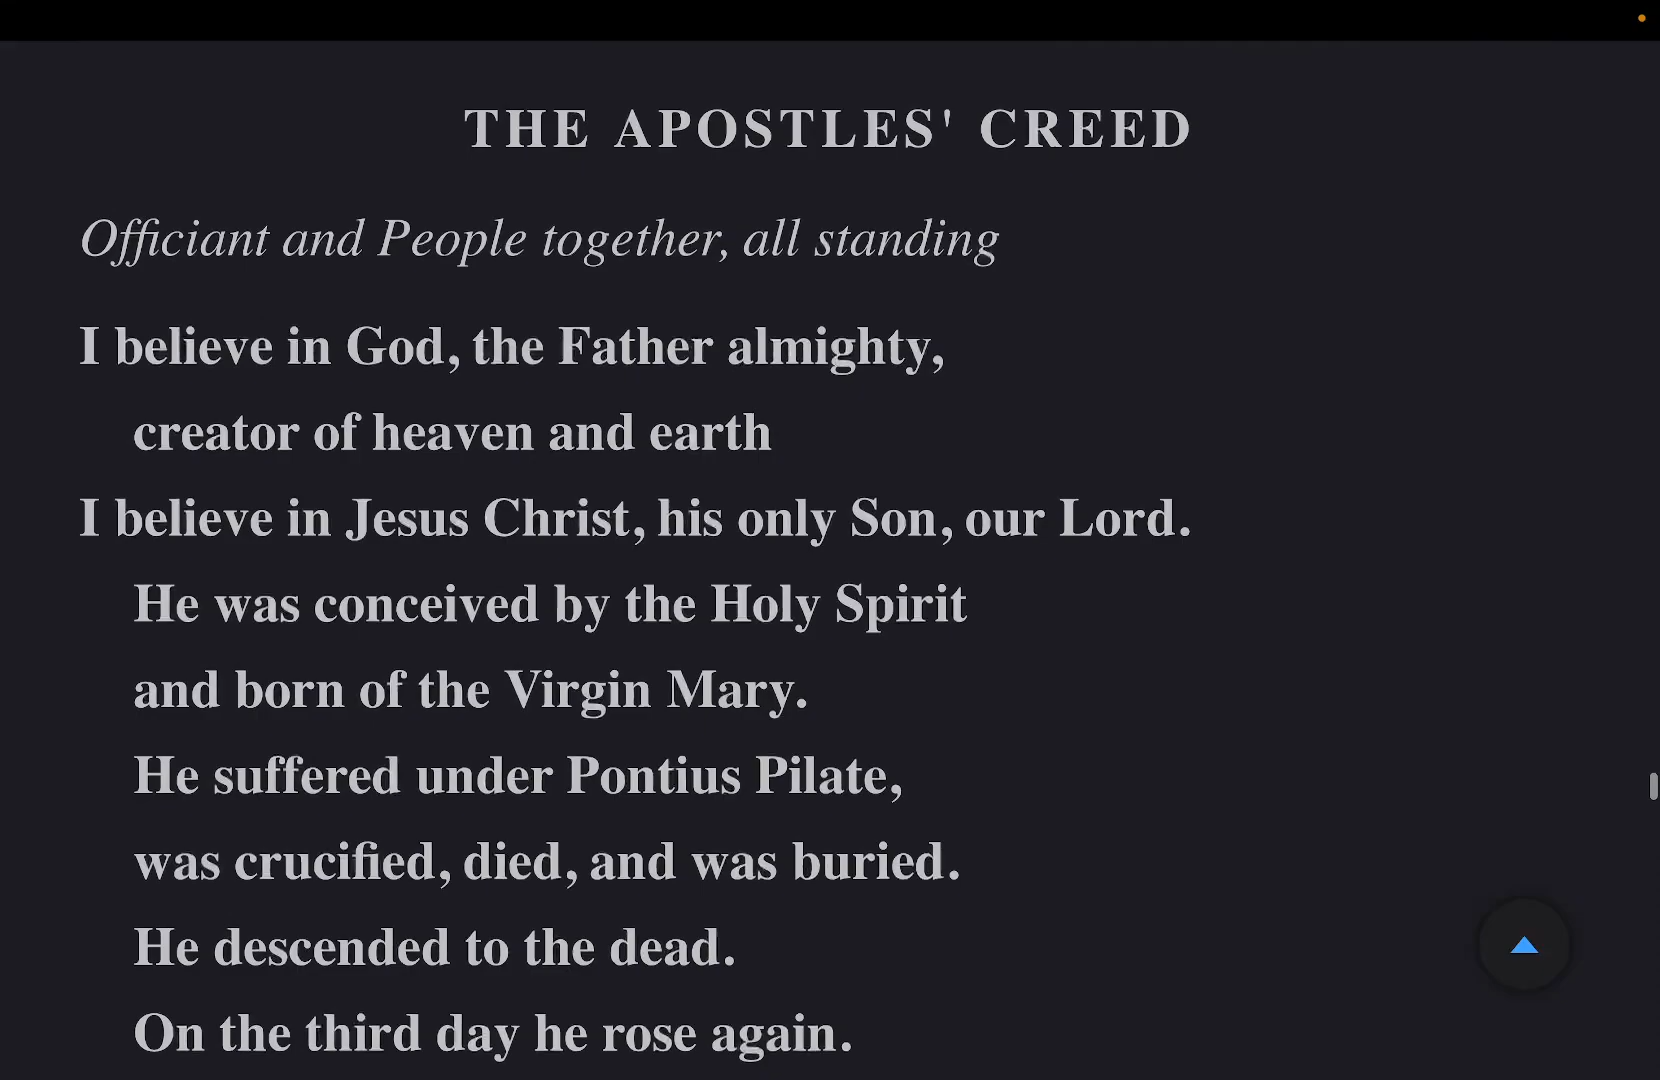 THE APOSTLES' CREED
Officiant and People together, all standing
I believe in God, the Father almighty,
creator of heaven and earth
I believe in Jesus Christ, his only Son, our Lord.
He was conceived by the Holy Spirit
and born of the Virgin Mary.
He suffered under Pontius Pilate,
was crucified, died, and was buried.
He descended to the dead.
On the third day he rose again.